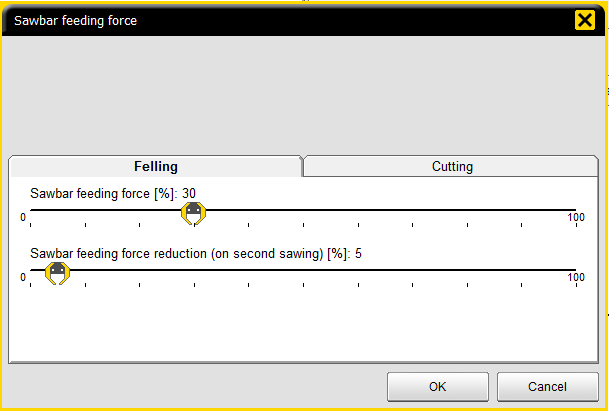 Sawbar feeding force
Felling
Cutting
Sawbar feeding force [%]: 30
0
100
Sawbar feeding force reduction (on second sawing) [%]: 5
0
100
OK
Cancel